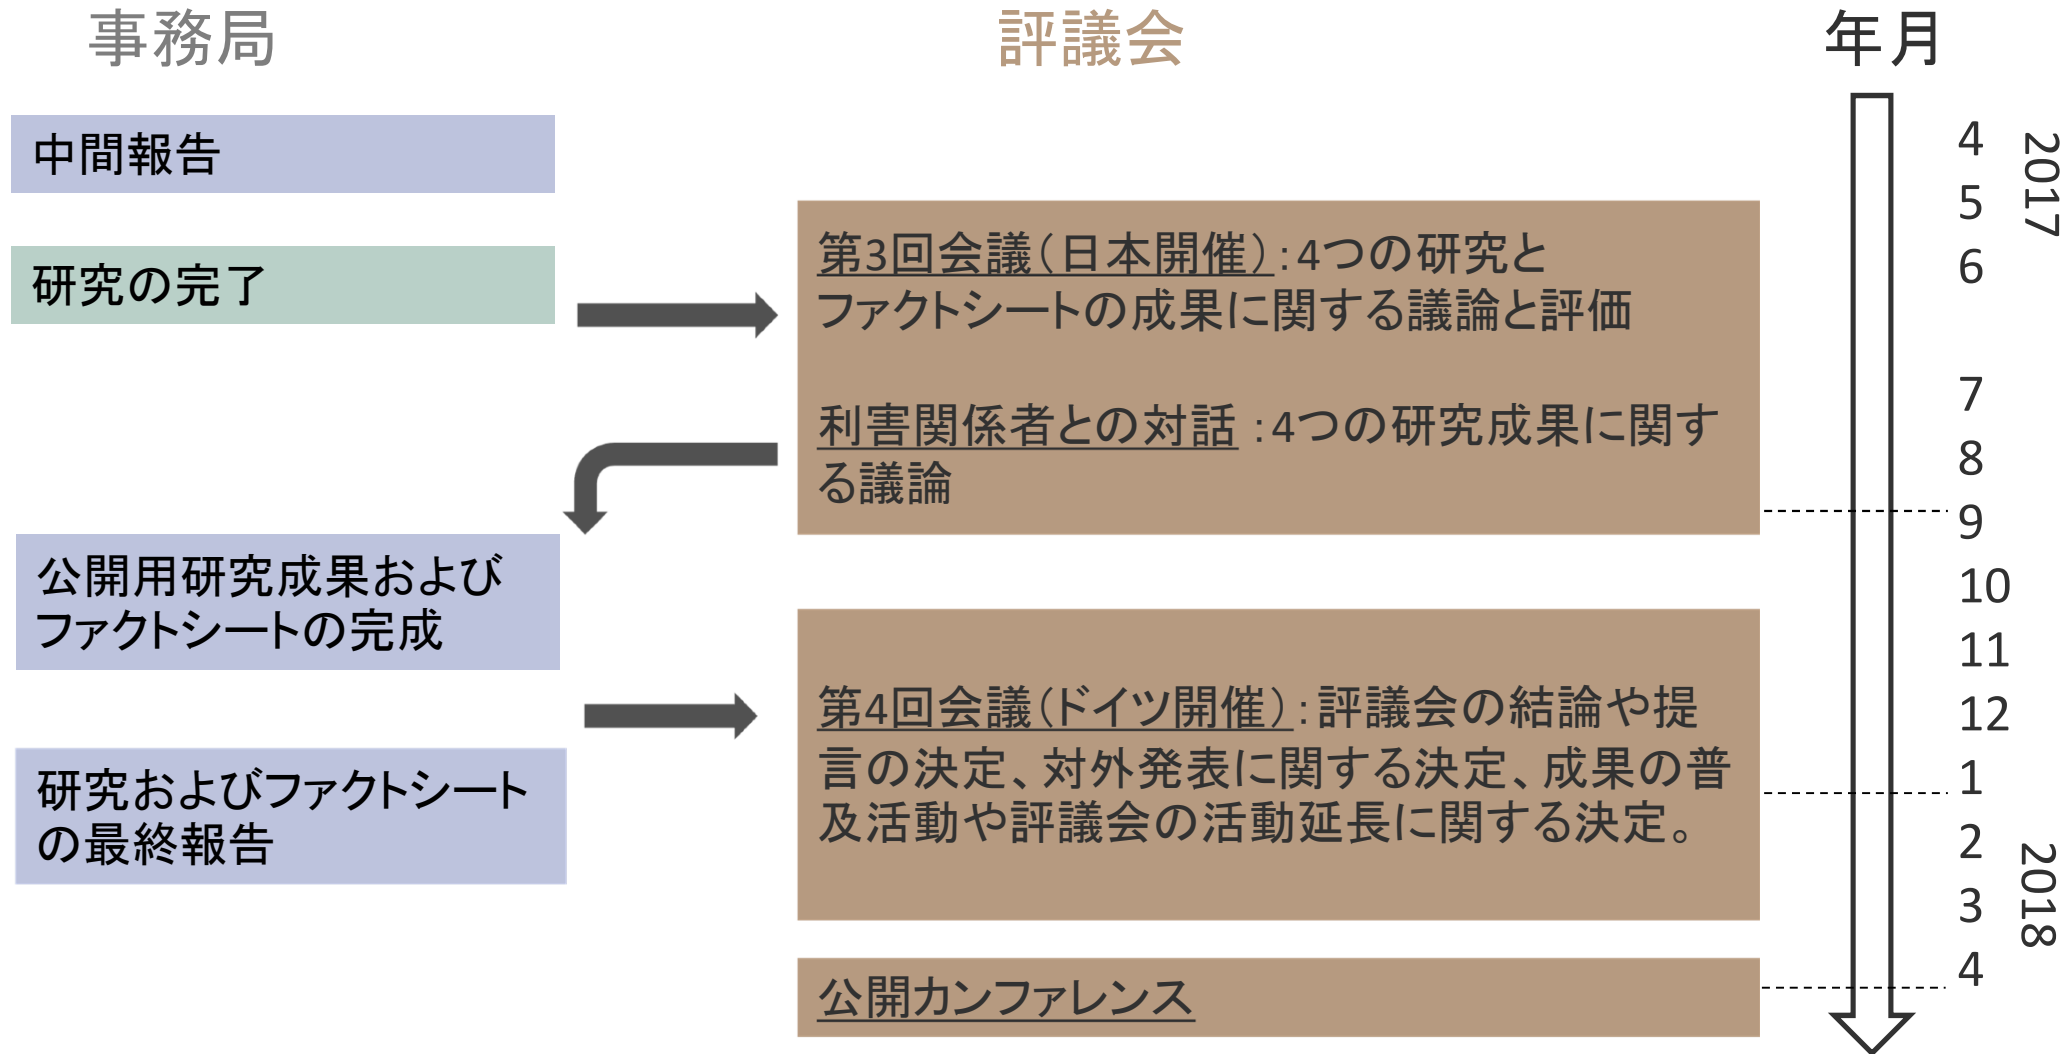 事務局
評議会
年月
中間報告
研究の完了
公開用研究成果および
ファクトシートの完成
研究およびファクトシート
の最終報告
第3回会議（日本開催）：4つの研究と
ファクトシートの成果に関する議論と評価
利害関係者との対話 ：4つの研究成果に関す
る議論
第4回会議（ドイツ開催）：評議会の結論や提
言の決定、対外発表に関する決定、成果の普
及活動や評議会の活動延長に関する決定。
公開カンファレンス
2017
4
5
6
7
8
9
10
11
12
1
2
3
4
2018